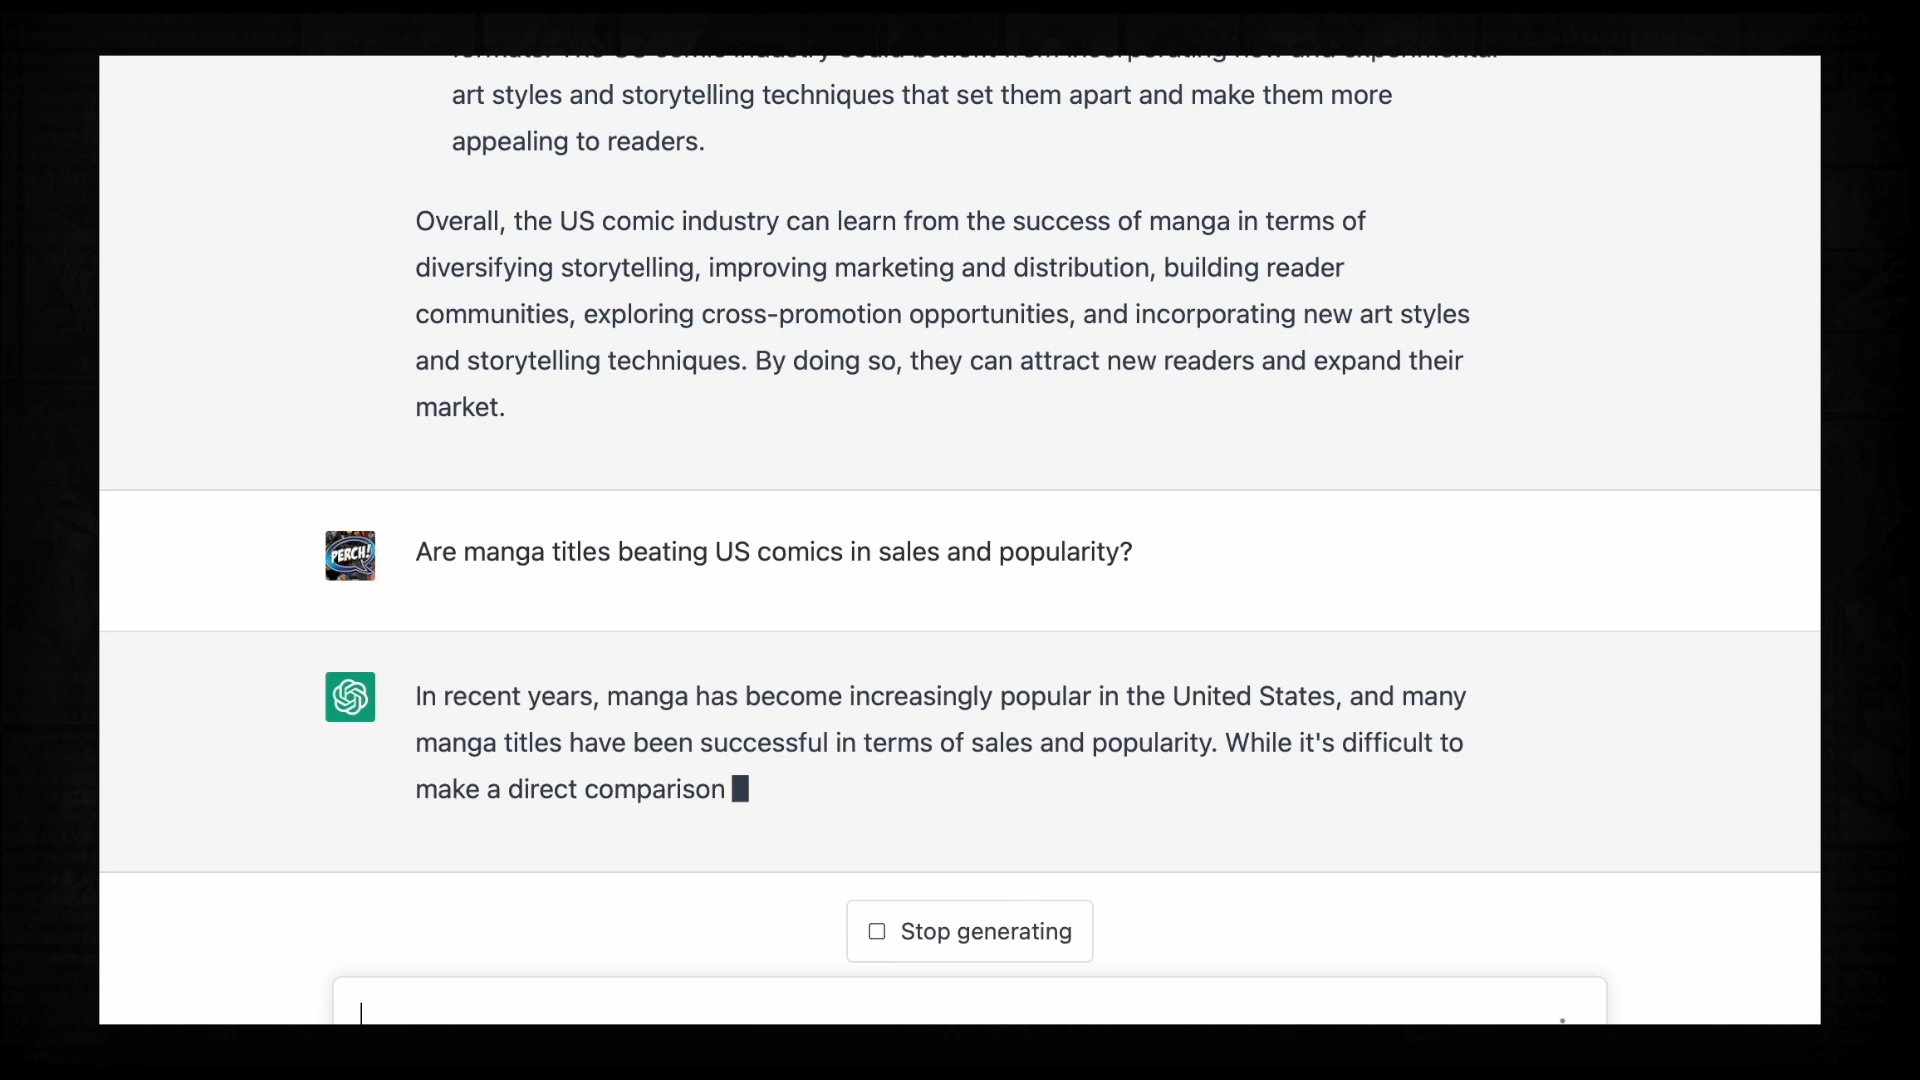 art styles and storytelling techniques that set them apart and make them more
appealing to readers.
Overall, the US comic industry can learn from the success of manga in terms of
diversifying storytelling, improving marketing and distribution, building reader
communities, exploring cross-promotion opportunities, and incorporating new art styles
and storytelling techniques. By doing so, they can attract new readers and expand their
market.
PERCH!
Are manga titles beating US comics in sales and popularity?
In recent years, manga has become increasingly popular in the United States, and many
manga titles have been successful in terms of sales and popularity. While it's difficult to
make a direct comparison
Stop generating